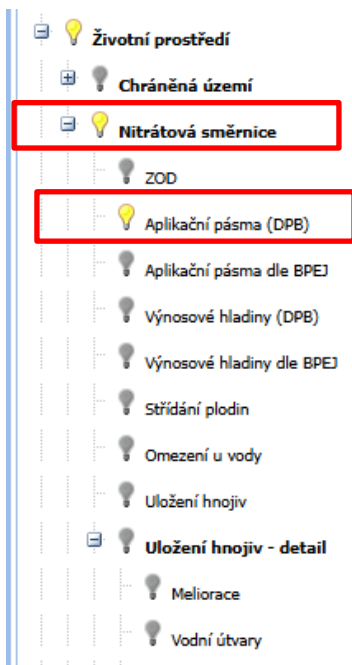 Životní prostředí
Chráněná území
Nitrátová směrnice
ZOD
Aplikační pásma (DPB)
Aplikační pásma dle BPEJ
Výnosové hladiny (DPB)
Výnosové hladiny dle BPEJ
Střídání plodin
Omezení u vody
Uložení hnojiv
Uložení hnojiv - detail
Meliorace
Vodní útvary